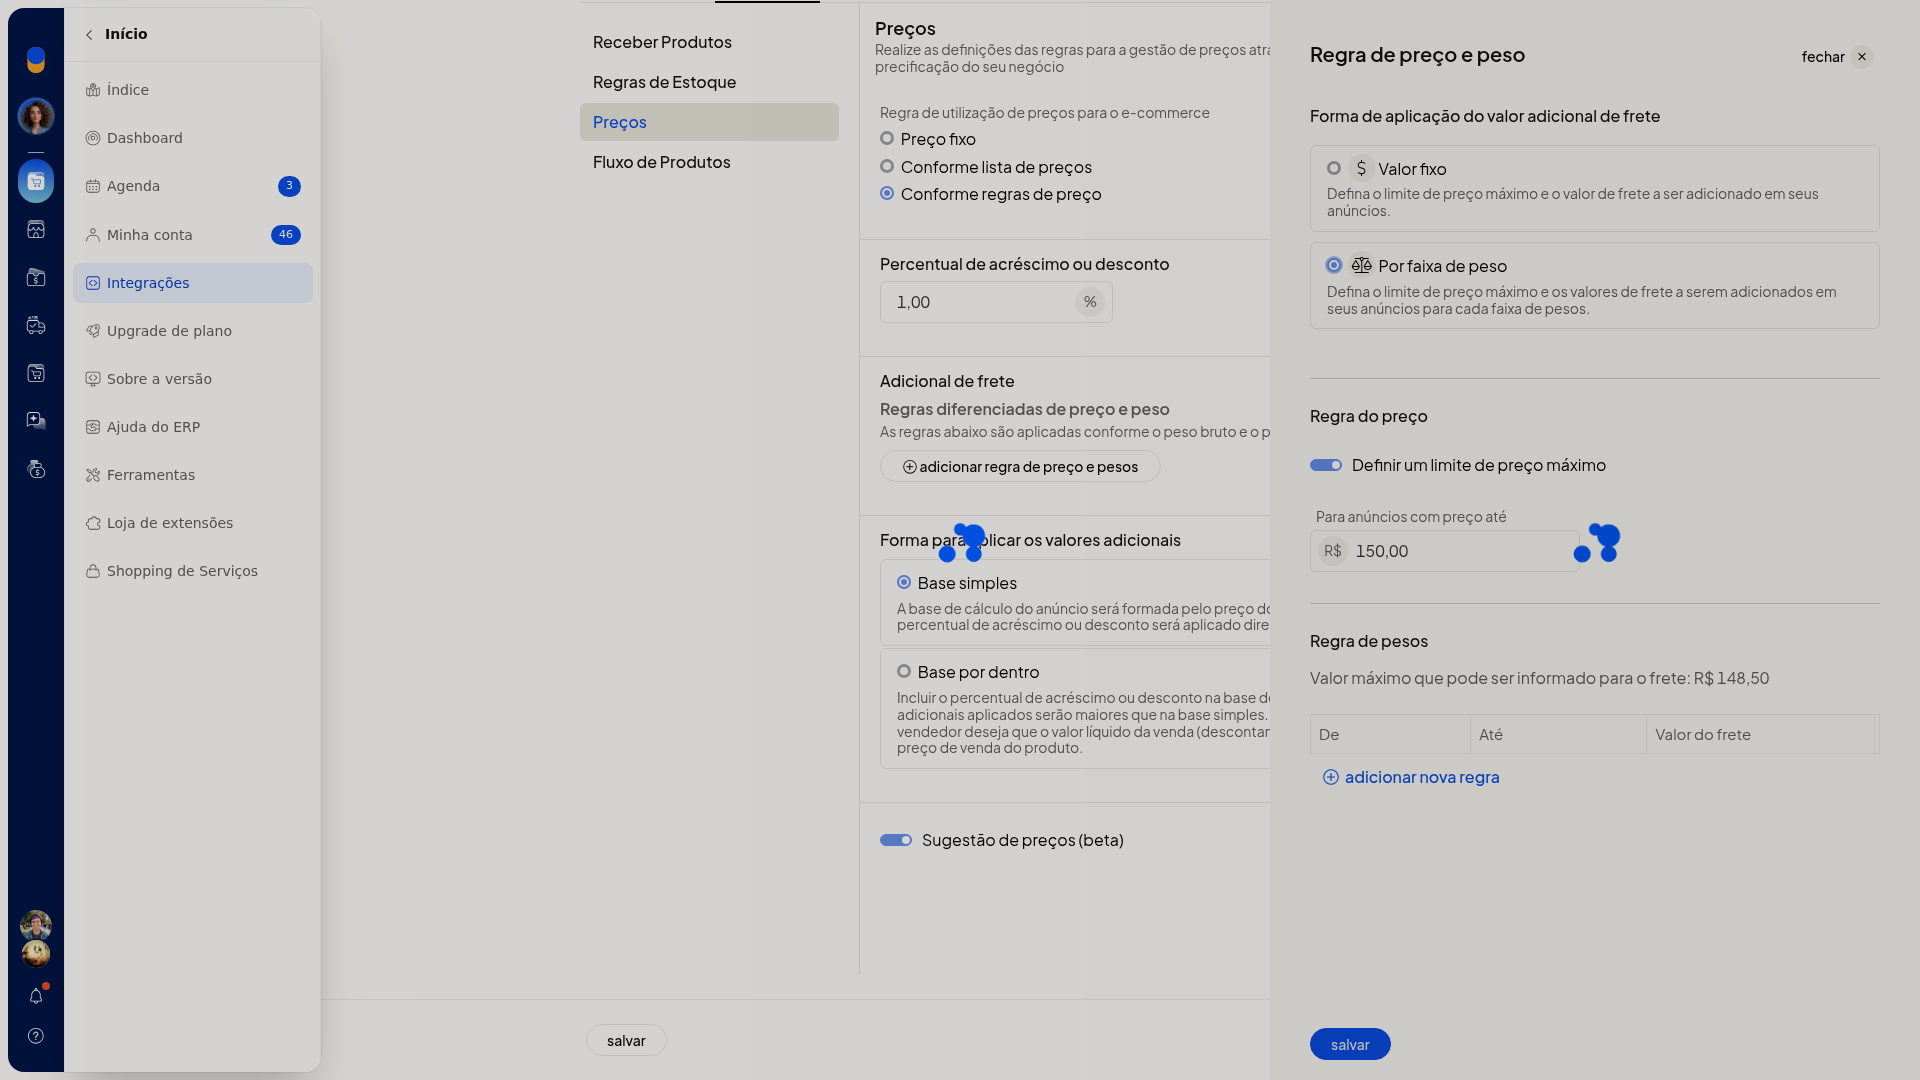 Início
Índice
Dashboard
Agenda
3
Minha conta
46
Integrações
Upgrade de plano
Sobre a versão
Ajuda do ERP
Ferramentas
Loja de extensões
Shopping de Serviços
Receber Produtos
Regras de Estoque
Preços
Fluxo de Produtos
Preços
Realize as definições das regras para a gestão de preços
precificação do seu negócio
Regra de utilização de preços para o e-commerce
Preço fixo
Conforme lista de preços
Conforme regras de preço
Percentual de acréscimo ou desconto
1,00
%
Adicional de frete
Regras diferenciadas de preço e peso
As regras abaixo são aplicadas conforme o peso bruto e o
adicionar regra de preço e pesos
Forma para aplicar os valores adicionais
Base simples
A base de cálculo do anúncio será formada pelo preço
percentual de acréscimo ou desconto será aplicado
Base por dentro
Incluir o percentual de acréscimo ou desconto na base
adicionais aplicados serão maiores que na base simples.
vendedor deseja que o valor líquido da venda
preço de venda do produto.
Sugestão de preços (beta)
salvar
Regra de preço e peso
fechar
Forma de aplicação do valor adicional de frete
Valor fixo
Defina o limite de preço máximo e o valor de frete a ser adicionado em seus
anúncios.
Por faixa de peso
Defina o limite de preço máximo e os valores de frete a serem adicionados em
seus anúncios para cada faixa de pesos.
Regra do preço
Definir um limite de preço máximo
Para anúncios com preço até
R$ 150,00
Regra de pesos
Valor máximo que pode ser informado para o frete: R$ 148,50
De
Até
Valor do frete
adicionar nova regra
salvar